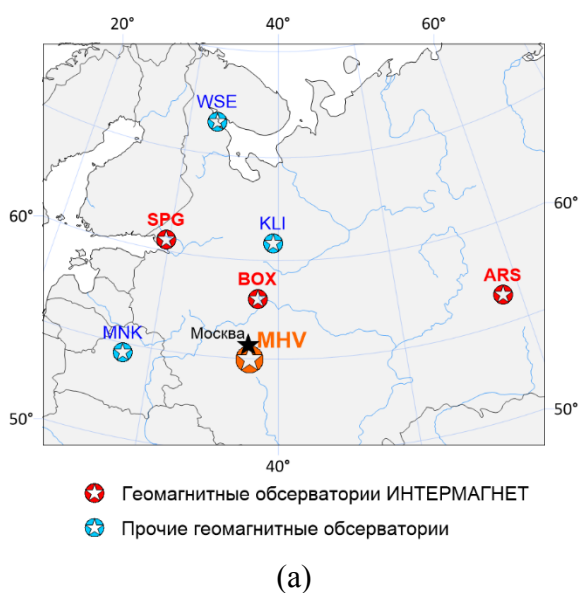 20° 40° 60°
WSE
60°
SPG
KLI
BOX
ARS
60°
MNK
Москва
MHV
50°
50°
40°
Геомагнитные обсерватории ИНТЕРМАГНЕТ
Прочие геомагнитные обсерватории
(a)